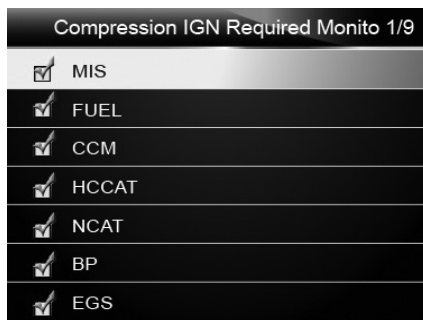 Compression IGN Required Monito 1/9
MIS
FUEL
CCM
HCCAT
NCAT
BP
EGS